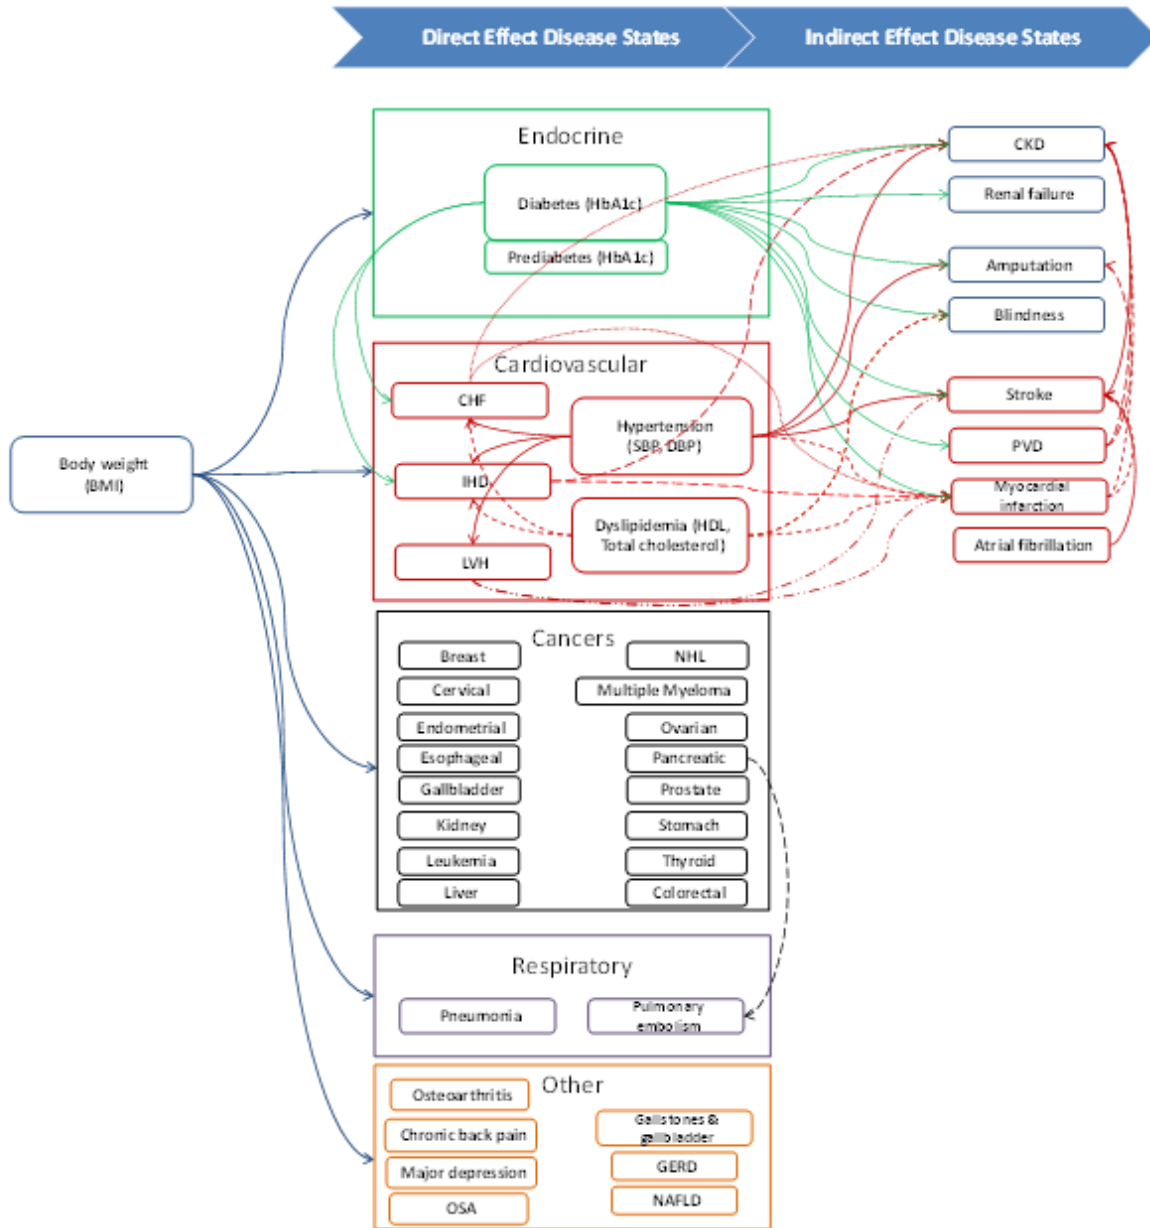 Direct Effect Disease States
Indirect Effect Disease States
Endocrine
Diabetes (HbA1c)
Prediabetes (HbA1c)
CKD
Renal failure
Amputation
Blindness
Stroke
PVD
Myocardial
infarction
Atrial fibrillation
Cardiovascular
CHF
Hypertension
(SBP, DBP)
IHD
Dyslipidemia (HDL,
Total cholesterol)
LVH
Body weight
(BMI)
Cancers
Breast
NHL
Cervical
Multiple Myeloma
Endometrial
Ovarian
Esophageal
Pancreatic
Gallbladder
Prostate
Kidney
Stomach
Leukemia
Thyroid
Liver
Colorectal
Respiratory
Pneumonia
Pulmonary
embolism
Other
Osteoarthritis
Gallstones &
gallbladder
Chronic back pain
GERD
Major depression
NAFLD
OSA